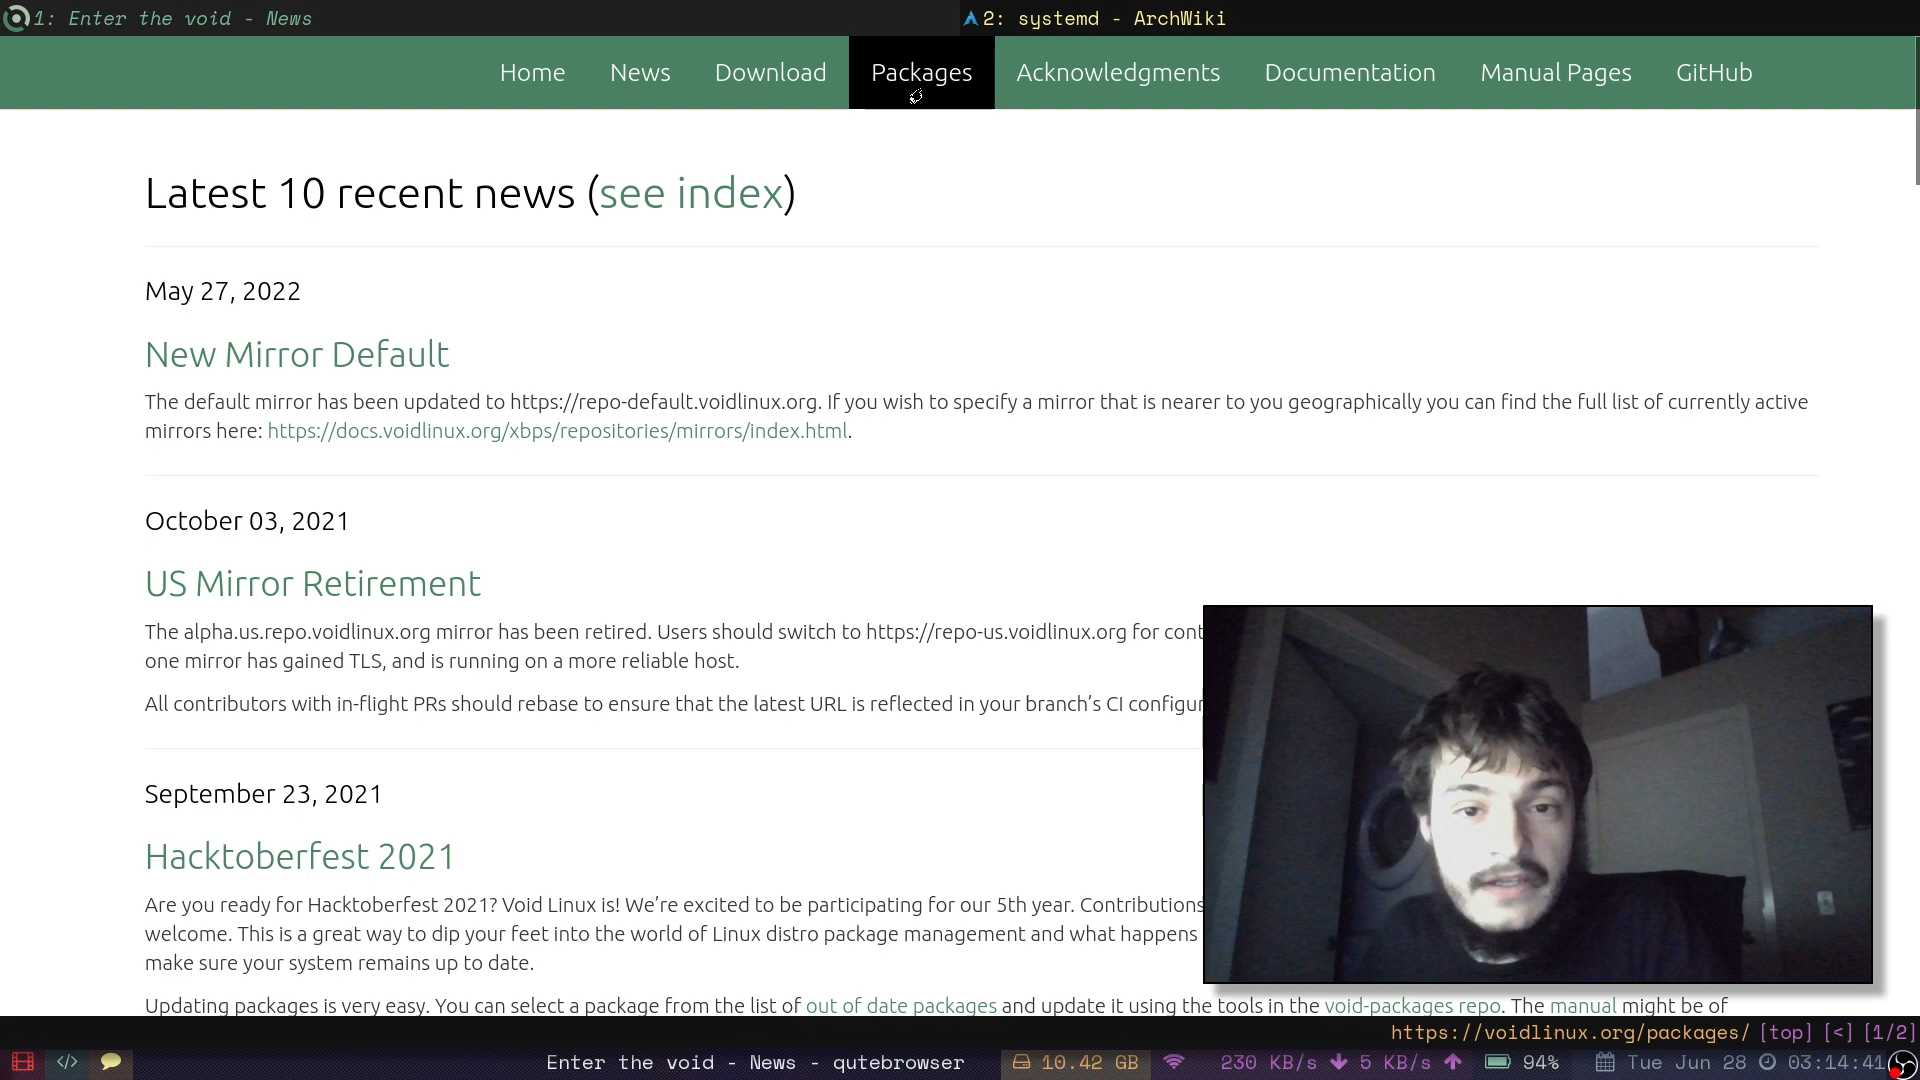 1: Enter the void - News
2: systemd - ArchWiki
Home News Download Packages Acknowledgments Documentation Manual Pages GitHub
Latest 10 recent news (see index)
May 27, 2022
New Mirror Default
The default mirror has been updated to https://repo-default.voidlinux.org. If you wish to specify a mirror that is nearer to you geographically you can find the full list of currently active
mirrors here: https://docs.voidlinux.org/xbps/repositories/mirrors/index.html.
October 03, 2021
US Mirror Retirement
The alpha.us.repo.voidlinux.org mirror has been retired. Users should switch to https://repo-us.voidlinux.org for cont
one mirror has gained TLS, and is running on a more reliable host.
All contributors with in-flight PRs should rebase to ensure that the latest URL is reflected in your branch's CI configur
September 23, 2021
Hacktoberfest 2021
Are you ready for Hacktoberfest 2021? Void Linux is! We're excited to be participating for our 5th year. Contributions
welcome. This is a great way to dip your feet into the world of Linux distro package management and what happens
make sure your system remains up to date.
Updating packages is very easy. You can select a package from the list of out of date packages and update it using the tools in the void-packages repo. The manual might be of
https://voidlinux.org/packages/ [top] [<] [1/2]
Enter the void - News - qutebrowser 10.42 GB 230 KB/s 5 KB/s 94% Tue Jun 28 03:14:41